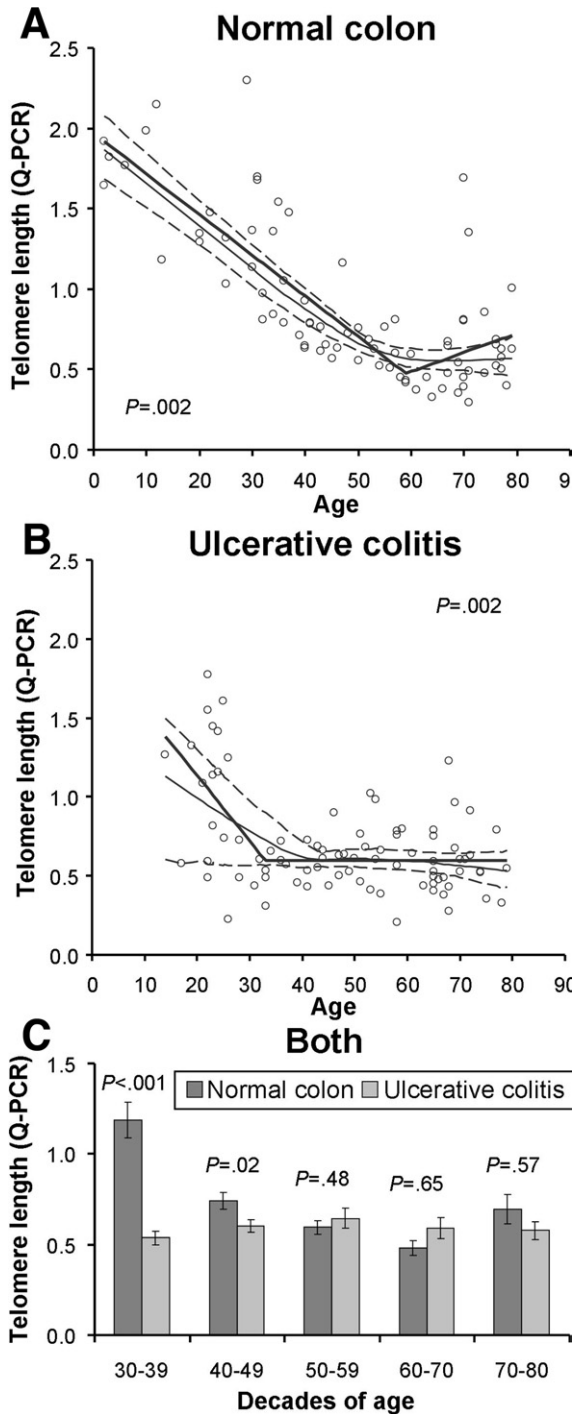 A
Normal colon
Telomere length (Q-PCR)
2.5
2.0
1.5
1.0
0.5
0.0
P=.002
0 10 20 30 40 50 60 70 80 9
Age
B
Ulcerative colitis
Telomere length (Q-PCR)
2.5
2.0
1.5
1.0
0.5
0.0
P=.002
0 10 20 30 40 50 60 70 80 90
Age
C
Both
Telomere length (Q-PCR)
1.5
1.0
0.5
0.0
P<.001
Normal colon Ulcerative colitis
P=.02
P=.48
P=.65
P=.57
30-39 40-49 50-59 60-70 70-80
Decades of age